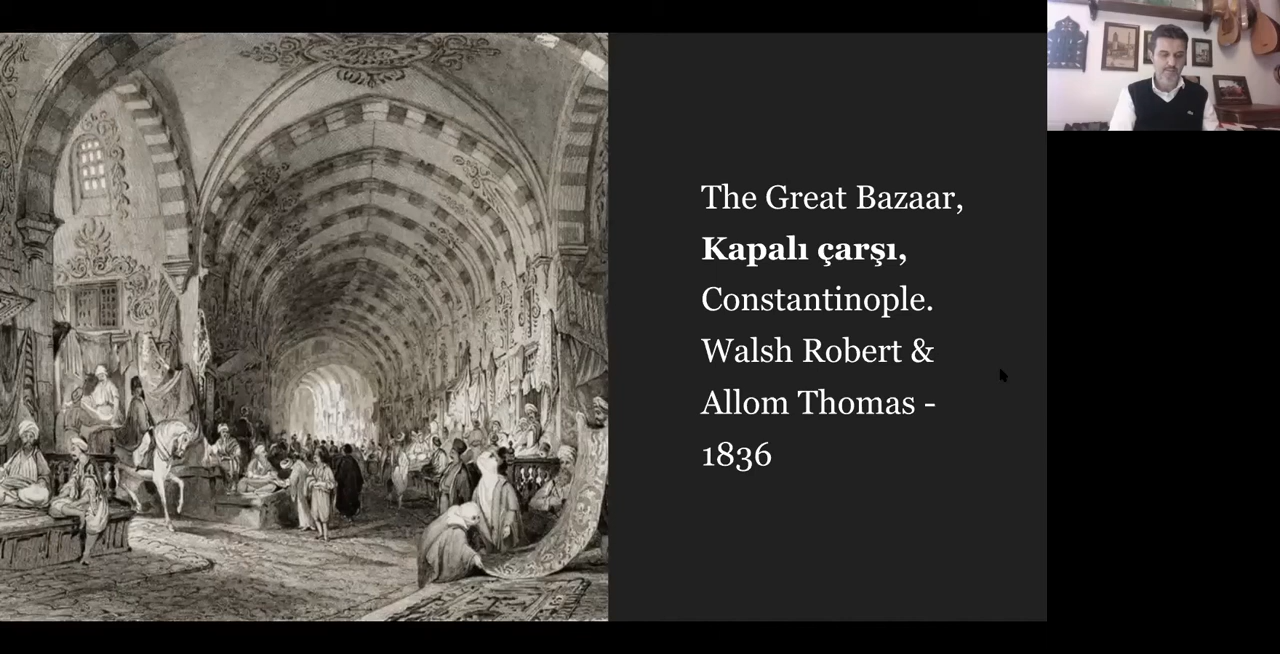 The Great Bazaar,
Kapalı çarşı,
Constantinople.
Walsh Robert &
Allom Thomas -
1836